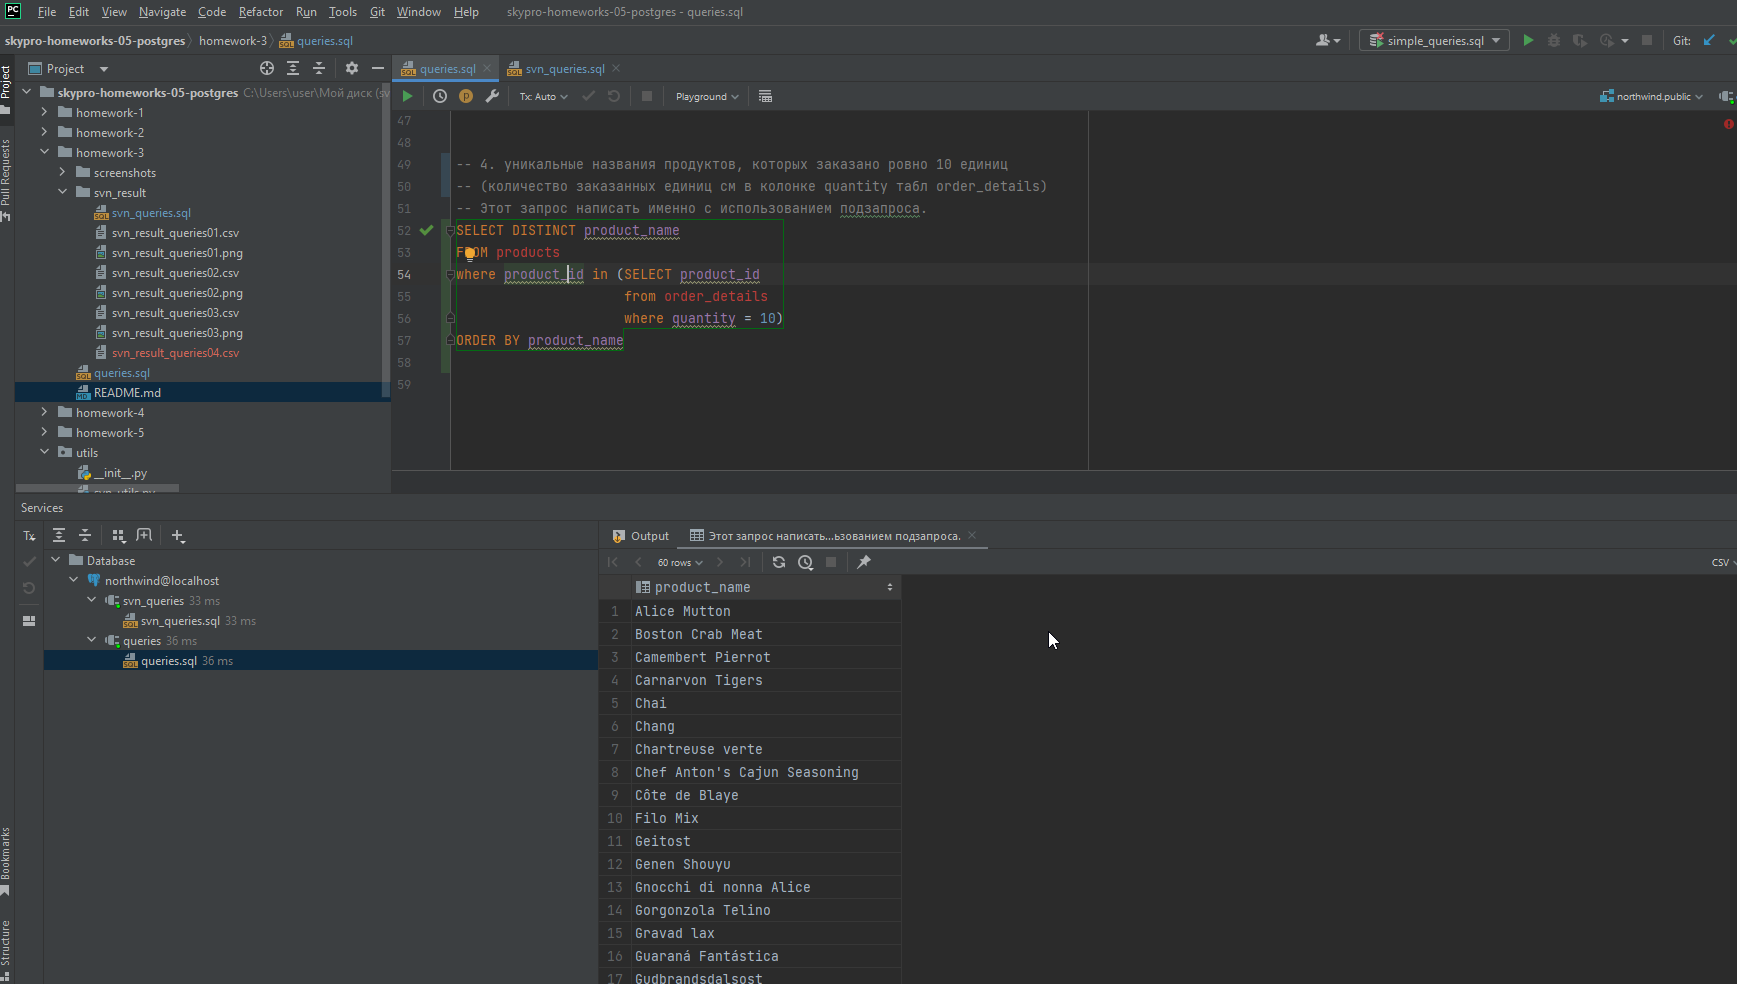 PC File Edit View Navigate Code Refactor Run Tools Git Window Help skypro-homeworks-05-postgres - queries.sql
skypro-homeworks-05-postgres homework-3 queries.sql simple_queries.sql Git:
Project
queries.sql svn_queries.sql
Tx: Auto Playground northwind.public
Project
Pull Requests
Bookmarks
Structure
skypro-homeworks-05-postgres C:\Users\user\Мой диск (sv
homework-1
homework-2
homework-3
screenshots
svn_result
svn_queries.sql
svn_result_queries01.csv
svn_result_queries01.png
svn_result_queries02.csv
svn_result_queries02.png
svn_result_queries03.csv
svn_result_queries03.png
svn_result_queries04.csv
queries.sql
README.md
homework-4
homework-5
utils
__init__.py
svn_utils.py
47
48
49 -- 4. уникальные названия продуктов, которых заказано ровно 10 единиц
50 -- (количество заказанных единиц см в колонке quantity табл order_details)
51 -- Этот запрос написать именно с использованием подзапроса.
52 SELECT DISTINCT product_name
53 FROM products
54 where product_id in (SELECT product_id
55 from order_details
56 where quantity = 10)
57 ORDER BY product_name
58
59
Services
Tx
Database
northwind@localhost
svn_queries 33 ms
svn_queries.sql 33 ms
queries 36 ms
queries.sql 36 ms
Output Этот запрос написать...ьзованием подзапроса.
60 rows CSV
product_name
1 Alice Mutton
2 Boston Crab Meat
3 Camembert Pierrot
4 Carnarvon Tigers
5 Chai
6 Chang
7 Chartreuse verte
8 Chef Anton's Cajun Seasoning
9 Côte de Blaye
10 Filo Mix
11 Geitost
12 Genen Shouyu
13 Gnocchi di nonna Alice
14 Gorgonzola Telino
15 Gravad lax
16 Guaraná Fantástica
17 Gudbrandsdalsost